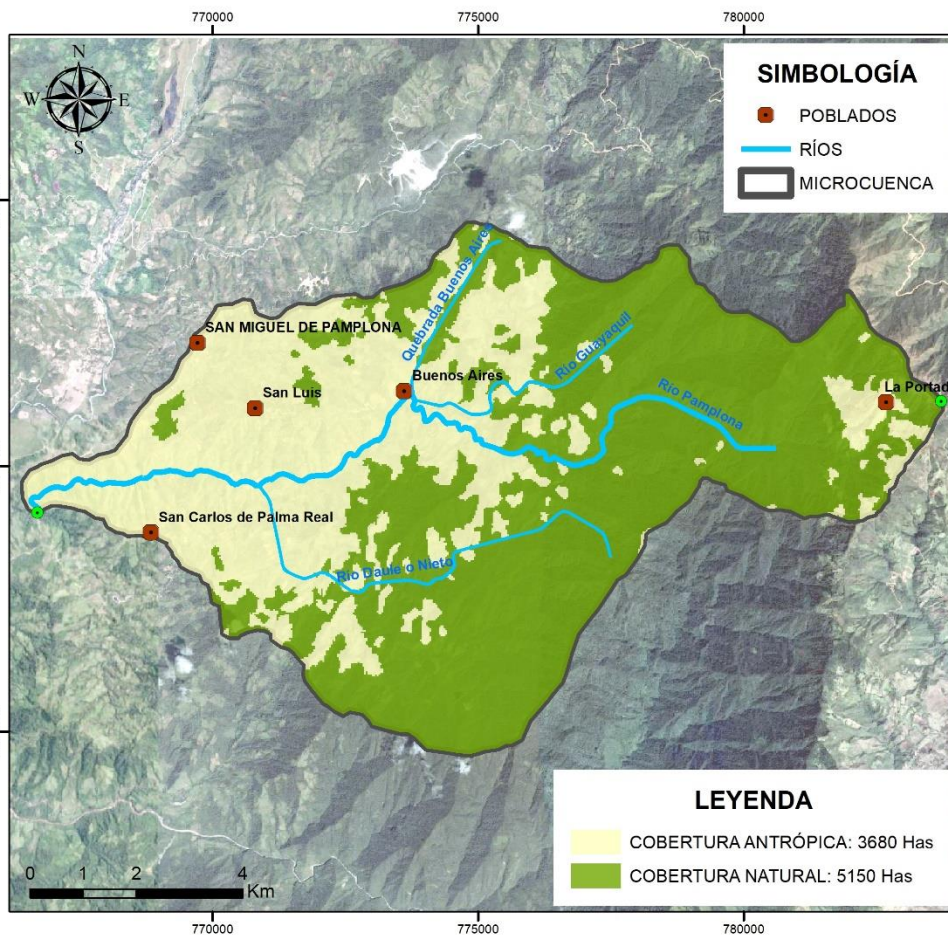 770000
775000
780000
N
W
E
S
SIMBOLOGÍA
POBLADOS
RÍOS
MICROCUENCA
Quebrada Buenos Aires
SAN MIGUEL DE PAMPLONA
Río Guayaquil
Buenos Aires
San Luis
La Portad
Río Pamplona
San Carlos de Palma Real
Río Daule o Nieto
LEYENDA
COBERTURA ANTRÓPICA: 3680 Has
COBERTURA NATURAL: 5150 Has
0 1 2 4
Km
770000
775000
780000